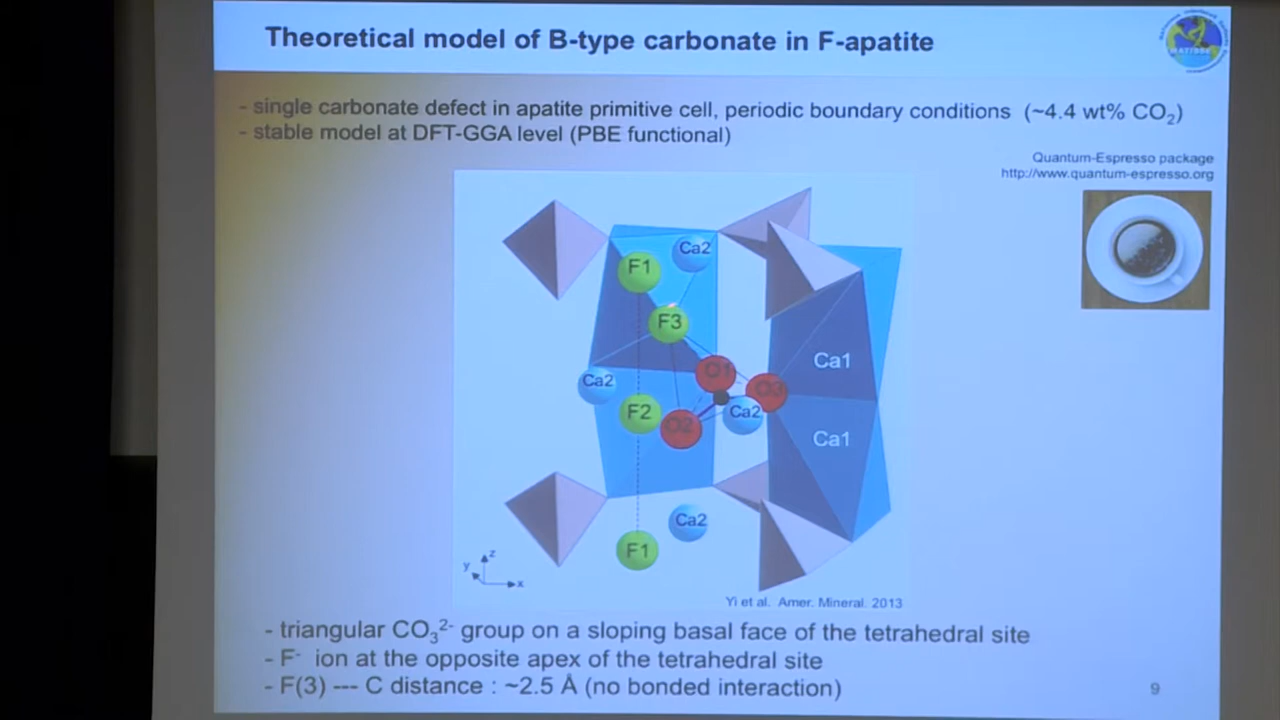 Theoretical model of B-type carbonate in F-apatite
MATISSE
- single carbonate defect in apatite primitive cell, periodic boundary conditions (~4.4 wt% CO₂)
- stable model at DFT-GGA level (PBE functional)
Quantum-Espresso package
http://www.quantum-espresso.org
Ca2
F1
F3
Ca1
O1
Ca2
O3
F2
Ca2
O2
Ca1
Ca2
F1
z
y
x
Yi et al. Amer. Mineral. 2013
- triangular CO₃²⁻ group on a sloping basal face of the tetrahedral site
- F⁻ ion at the opposite apex of the tetrahedral site
- F(3) --- C distance : ~2.5 Å (no bonded interaction)
9